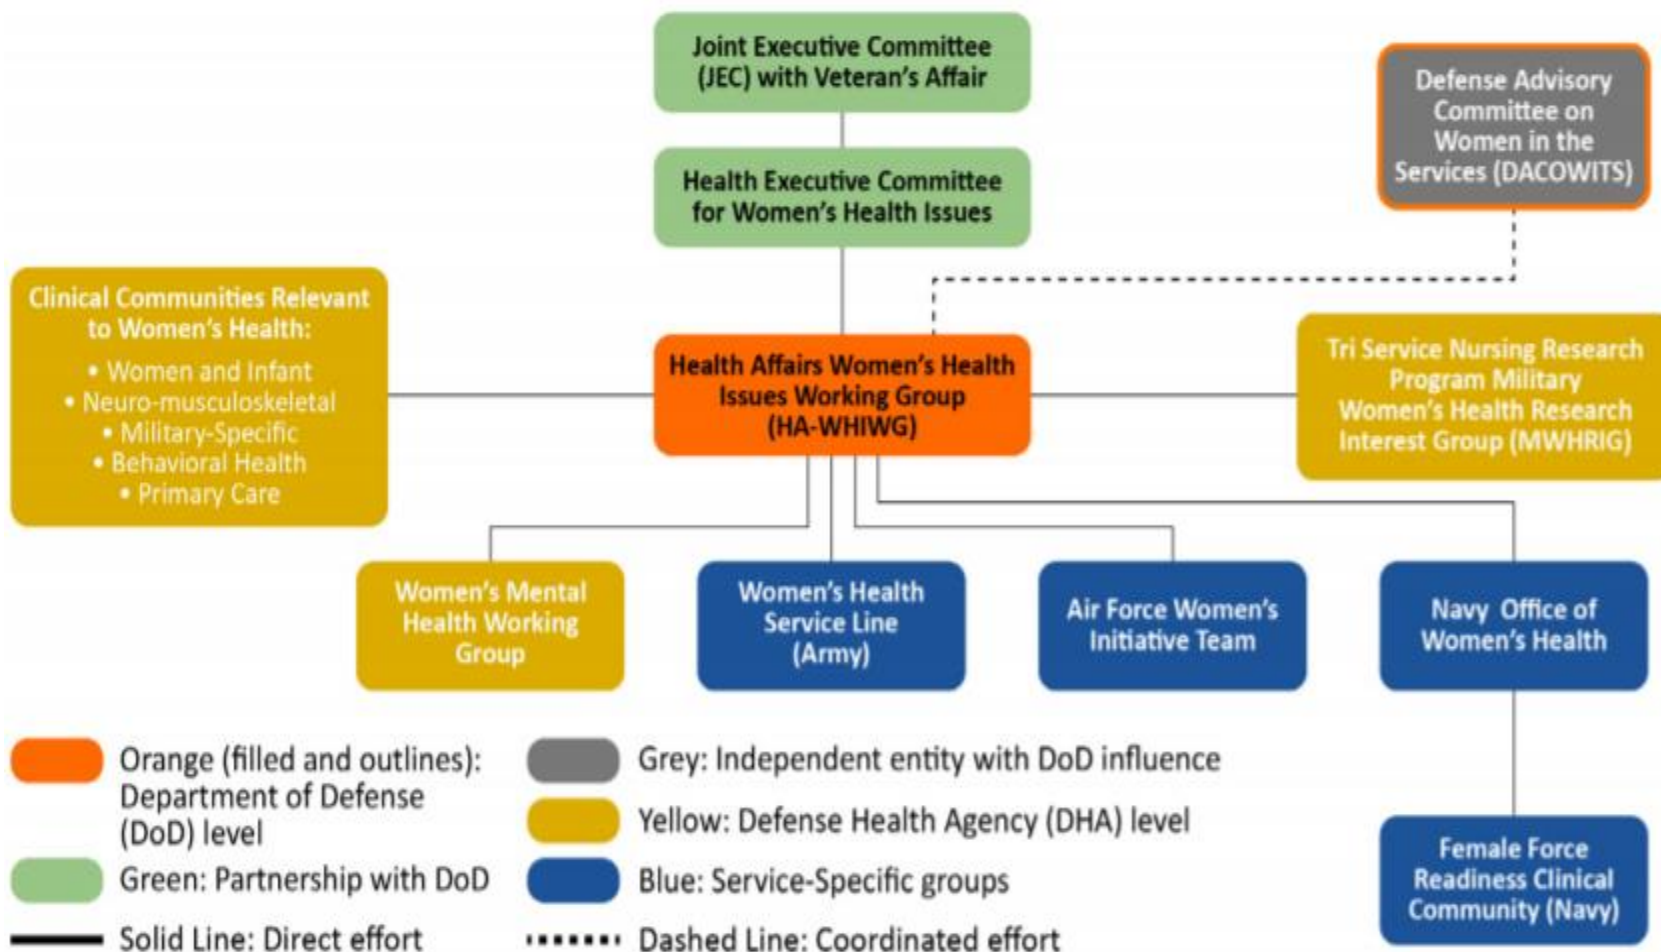 Joint Executive Committee
(JEC) with Veteran's Affair
Defense Advisory
Committee on
Women in the
Services (DACOWITS)
Health Executive Committee
for Women's Health Issues
Clinical Communities Relevant
to Women's Health:
• Women and Infant
• Neuro-musculoskeletal
• Military-Specific
• Behavioral Health
• Primary Care
Health Affairs Women's Health
Issues Working Group
(HA-WHIWG)
Tri Service Nursing Research
Program Military
Women's Health Research
Interest Group (MWHRIG)
Women's Mental
Health Working
Group
Women's Health
Service Line
(Army)
Air Force Women's
Initiative Team
Navy Office of
Women's Health
Female Force
Readiness Clinical
Community (Navy)
Orange (filled and outlines):
Department of Defense
(DoD) level
Green: Partnership with DoD
Solid Line: Direct effort
Grey: Independent entity with DoD influence
Yellow: Defense Health Agency (DHA) level
Blue: Service-Specific groups
Dashed Line: Coordinated effort